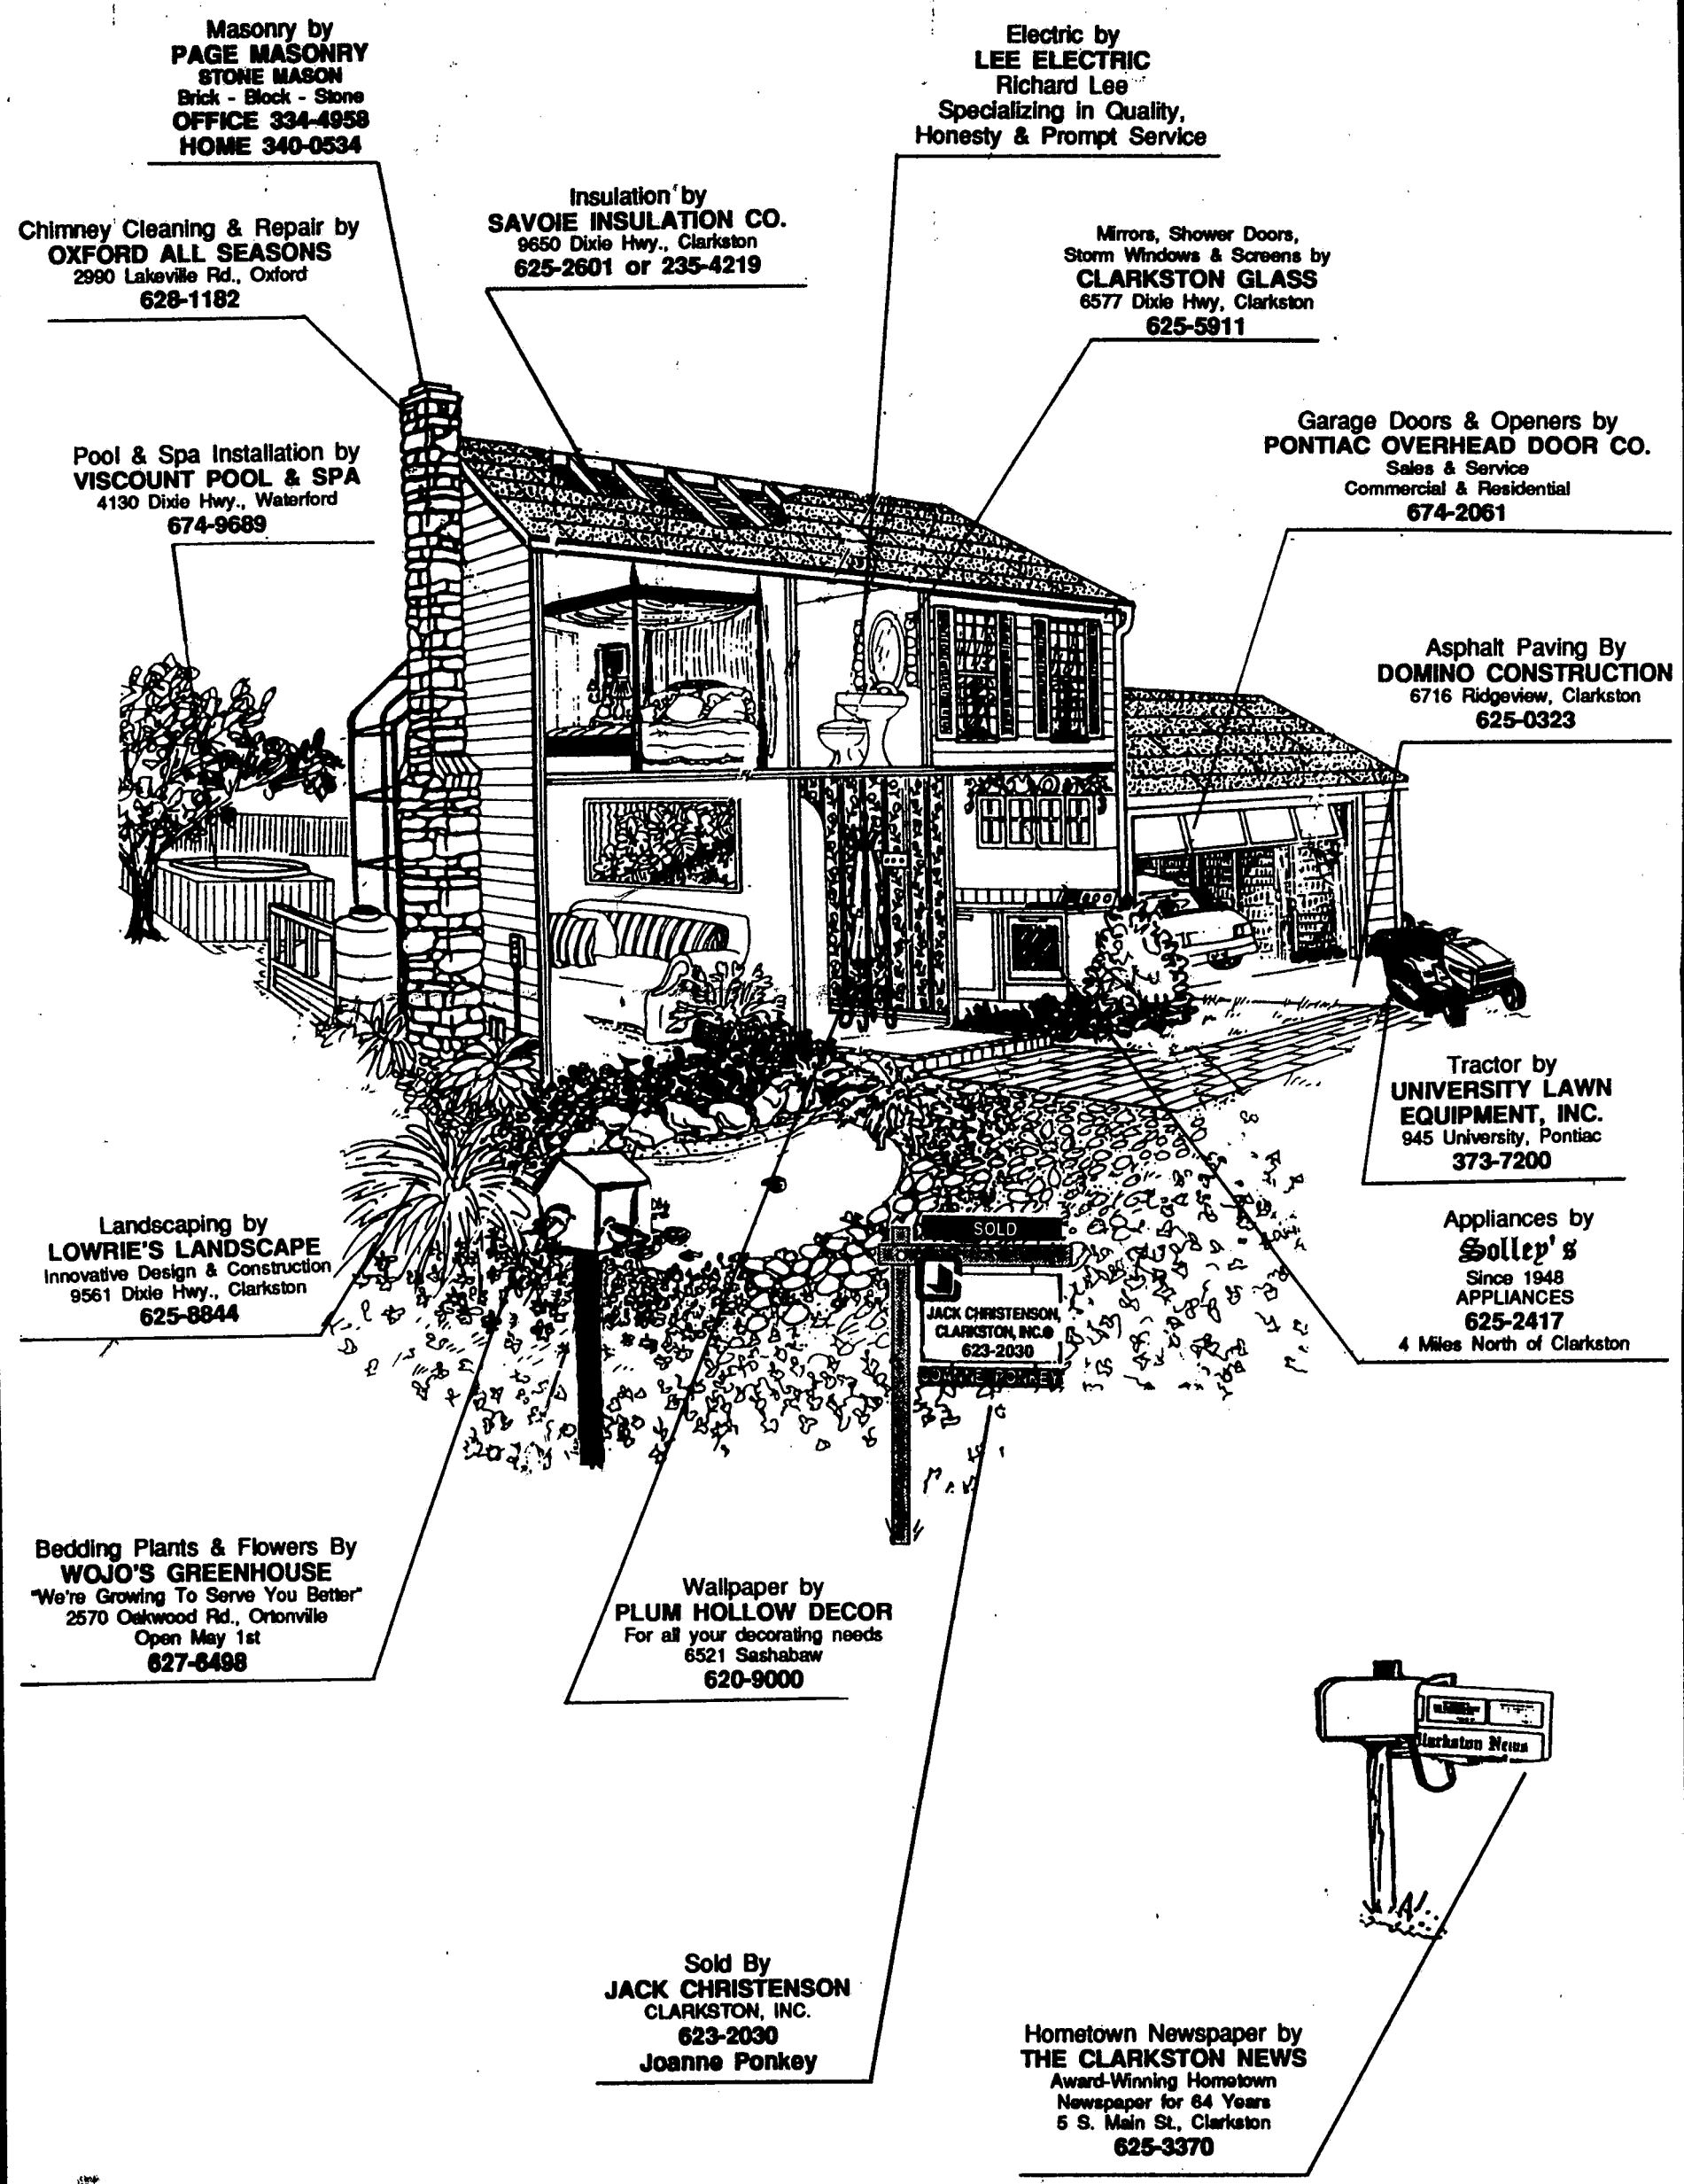 Masonry by
PAGE MASONRY
STONE MASON
Brick - Block - Stone
OFFICE 334-4958
HOME 340-0534
Electric by
LEE ELECTRIC
Richard Lee
Specializing in Quality,
Honesty & Prompt Service
Insulation by
SAVOIE INSULATION CO.
9650 Dixie Hwy., Clarkston
625-2601 or 235-4219
Chimney Cleaning & Repair by
OXFORD ALL SEASONS
2990 Lakeville Rd., Oxford
628-1182
Mirrors, Shower Doors,
Storm Windows & Screens by
CLARKSTON GLASS
6577 Dixie Hwy, Clarkston
625-5911
Pool & Spa Installation by
VISCOUNT POOL & SPA
4130 Dixie Hwy., Waterford
674-9689
Garage Doors & Openers by
PONTIAC OVERHEAD DOOR CO.
Sales & Service
Commercial & Residential
674-2061
Asphalt Paving By
DOMINO CONSTRUCTION
6716 Ridgeview, Clarkston
625-0323
Tractor by
UNIVERSITY LAWN
EQUIPMENT, INC.
945 University, Pontiac
373-7200
Landscaping by
LOWRIE'S LANDSCAPE
Innovative Design & Construction
9561 Dixie Hwy., Clarkston
625-8844
SOLD
JACK CHRISTENSON,
CLARKSTON, INC.
623-2030
Appliances by
Solley's
Since 1948
APPLIANCES
625-2417
4 Miles North of Clarkston
Bedding Plants & Flowers By
WOJO'S GREENHOUSE
"We're Growing To Serve You Better"
2570 Oakwood Rd., Ortonville
Open May 1st
627-6498
Wallpaper by
PLUM HOLLOW DECOR
For all your decorating needs
6521 Sashabaw
620-9000
Clarkston News
Sold By
JACK CHRISTENSON
CLARKSTON, INC.
623-2030
Joanne Ponkey
Hometown Newspaper by
THE CLARKSTON NEWS
Award-Winning Hometown
Newspaper for 64 Years
5 S. Main St., Clarkston
625-3370